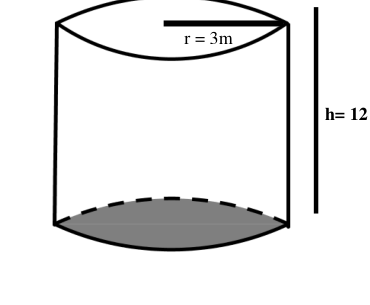 r = 3m
h= 12